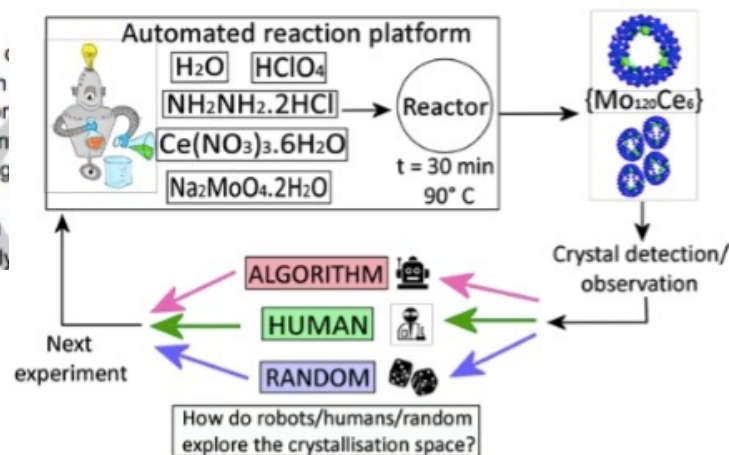 Automated reaction platform
H₂O HClO₄
NH₂NH₂.2HCl
Ce(NO₃)₃.6H₂O
Na₂MoO₄.2H₂O
Reactor
t = 30 min
90° C
{Mo₁₂₀Ce₆}
Crystal detection/
observation
ALGORITHM
HUMAN
RANDOM
Next
experiment
How do robots/humans/random
explore the crystallisation space?